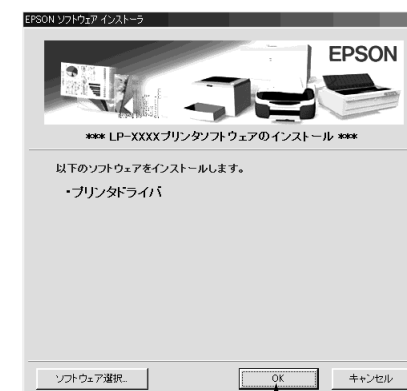 EPSON ソフトウェア インストーラ
EPSON
*** LP-XXXXプリンタソフトウェアのインストール ***
以下のソフトウェアをインストールします。
・プリンタドライバ
ソフトウェア選択...
OK
キャンセル